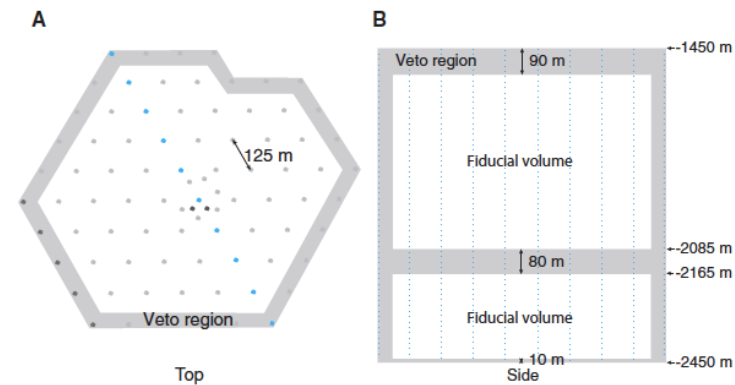 A
B
125 m
Veto region
Top
Veto region
90 m
Fiducial volume
80 m
Fiducial volume
10 m
Side
-1450 m
-2085 m
-2165 m
-2450 m